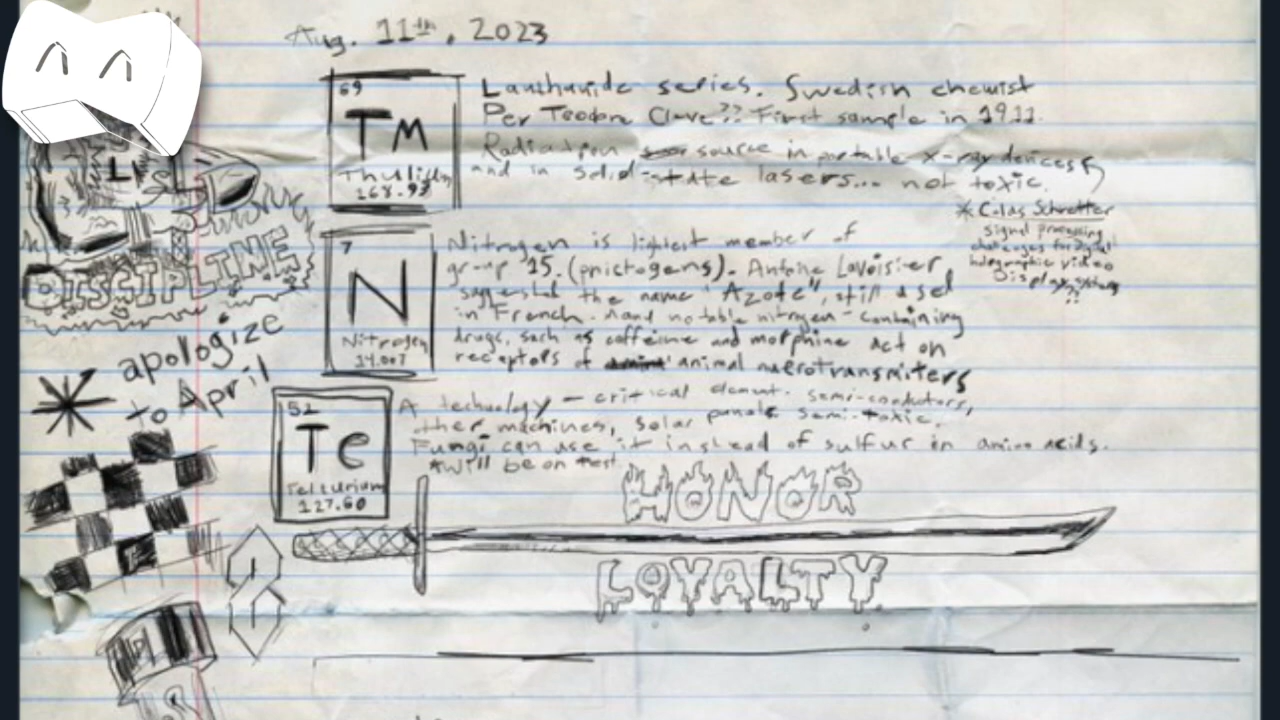 Aug. 11th, 2023
69
Tm
Thulium
168.93
Lanthanide series. Swedish chemist
Per Teodore Cleve?? First sample in 1911.
Radiation source in portable x-ray devices
and in solid-state lasers... not toxic.
* Colas Schretter
signal processing
challenges for digital
holographic video
Display systems
!!
DISCIPLINE
7
N
Nitrogen
14.007
Nitrogen is lightest member of
group 15. (pnictogens). Antoine Lavoisier
suggested the name "Azote", still used
in French. notable nitrogen-containing
drugs, such as caffeine and morphine act on
receptors of animal neurotransmitters
* apologize
to April
52
Te
Tellurium
127.60
A technology-critical element. semi-conductors,
other machines, solar panels semi-toxic.
Fungi can use it instead of sulfur in amino acids.
*Will be on test
HONOR
LOYALTY